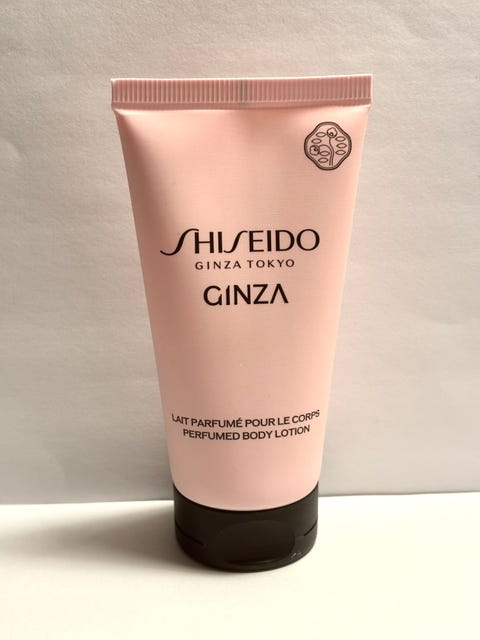 SHISEIDO
GINZA TOKYO
GINZA
LAIT PARFUMÉ POUR LE CORPS
PERFUMED BODY LOTION